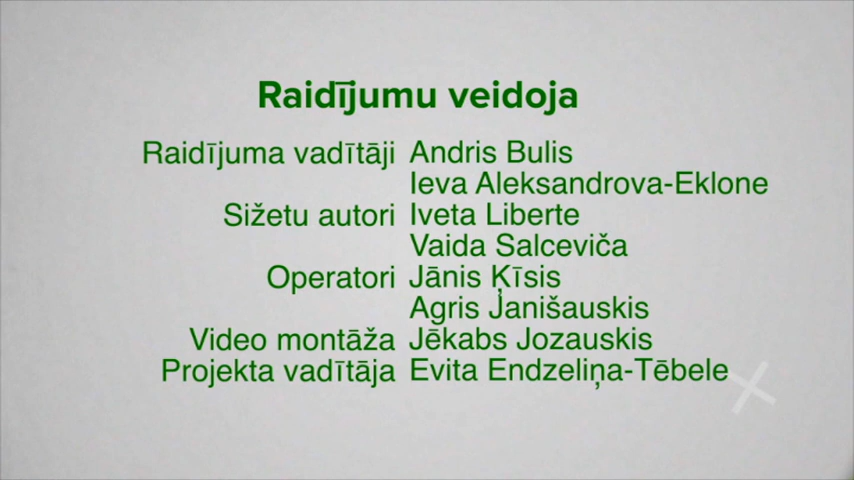 Raidījumu veidoja
Raidījuma vadītāji Andris Bulis
Ieva Aleksandrova-Eklone
Sižetu autori Iveta Liberte
Vaida Salceviča
Operatori Jānis Ķīsis
Agris Janišauskis
Video montāža Jēkabs Jozauskis
Projekta vadītāja Evita Endzeliņa-Tēbele